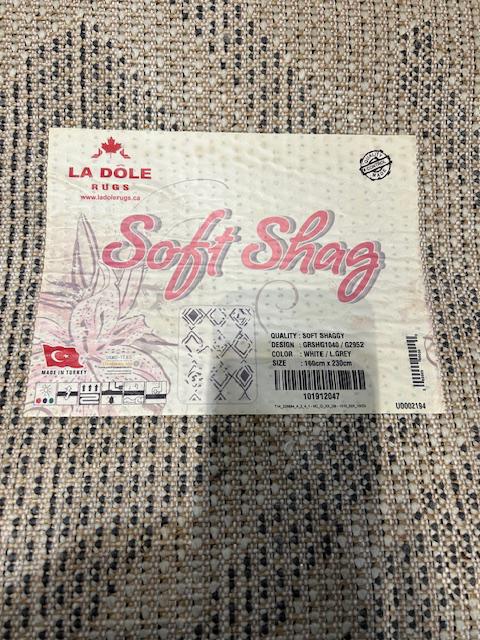 LA DOLE
RUGS
www.ladolerugs.ca
Soft Shag
QUALITY : SOFT SHAGGY
DESIGN : GRSHG1040 / G2952
COLOR : WHITE / L.GREY
SIZE : 160cm x 230cm
101912047
MADE IN TURKEY
U0002194